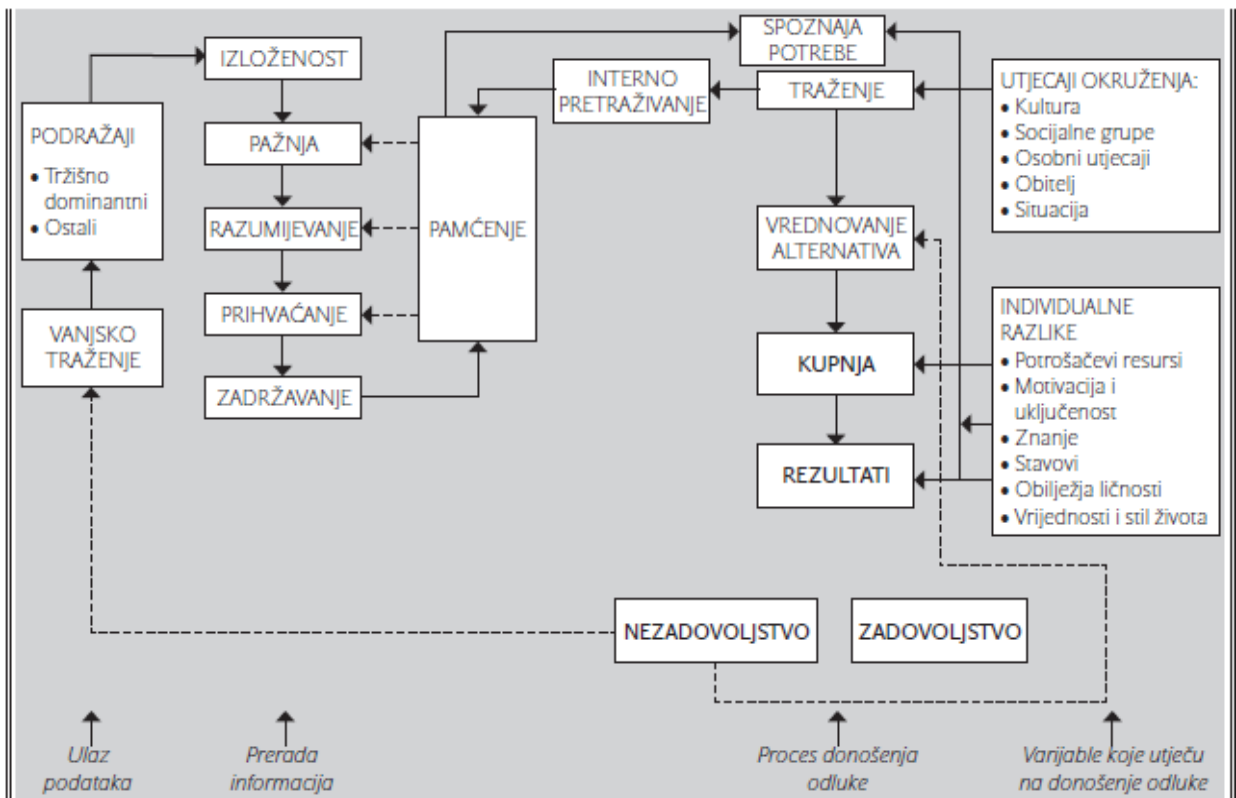 IZLOŽENOST
PODRAŽAJI
• Tržišno
dominantni
• Ostali
VANJSKO
TRAŽENJE
PAŽNJA
RAZUMIJEVANJE
PRIHVAĆANJE
ZADRŽAVANJE
PAMĆENJE
INTERNO
PRETRAŽIVANJE
SPOZNAJA
POTREBE
TRAŽENJE
VREDNOVANJE
ALTERNATIVA
KUPNJA
REZULTATI
UTJECAJI OKRUŽENJA:
• Kultura
• Socijalne grupe
• Osobni utjecaji
• Obitelj
• Situacija
INDIVIDUALNE
RAZLIKE
• Potrošačevi resursi
• Motivacija i
uključenost
• Znanje
• Stavovi
• Obilježja ličnosti
• Vrijednosti i stil života
NEZADOVOLJSTVO
ZADOVOLJSTVO
Ulaz
podataka
Prerada
informacija
Proces donošenja
odluke
Varijable koje utječu
na donošenje odluke